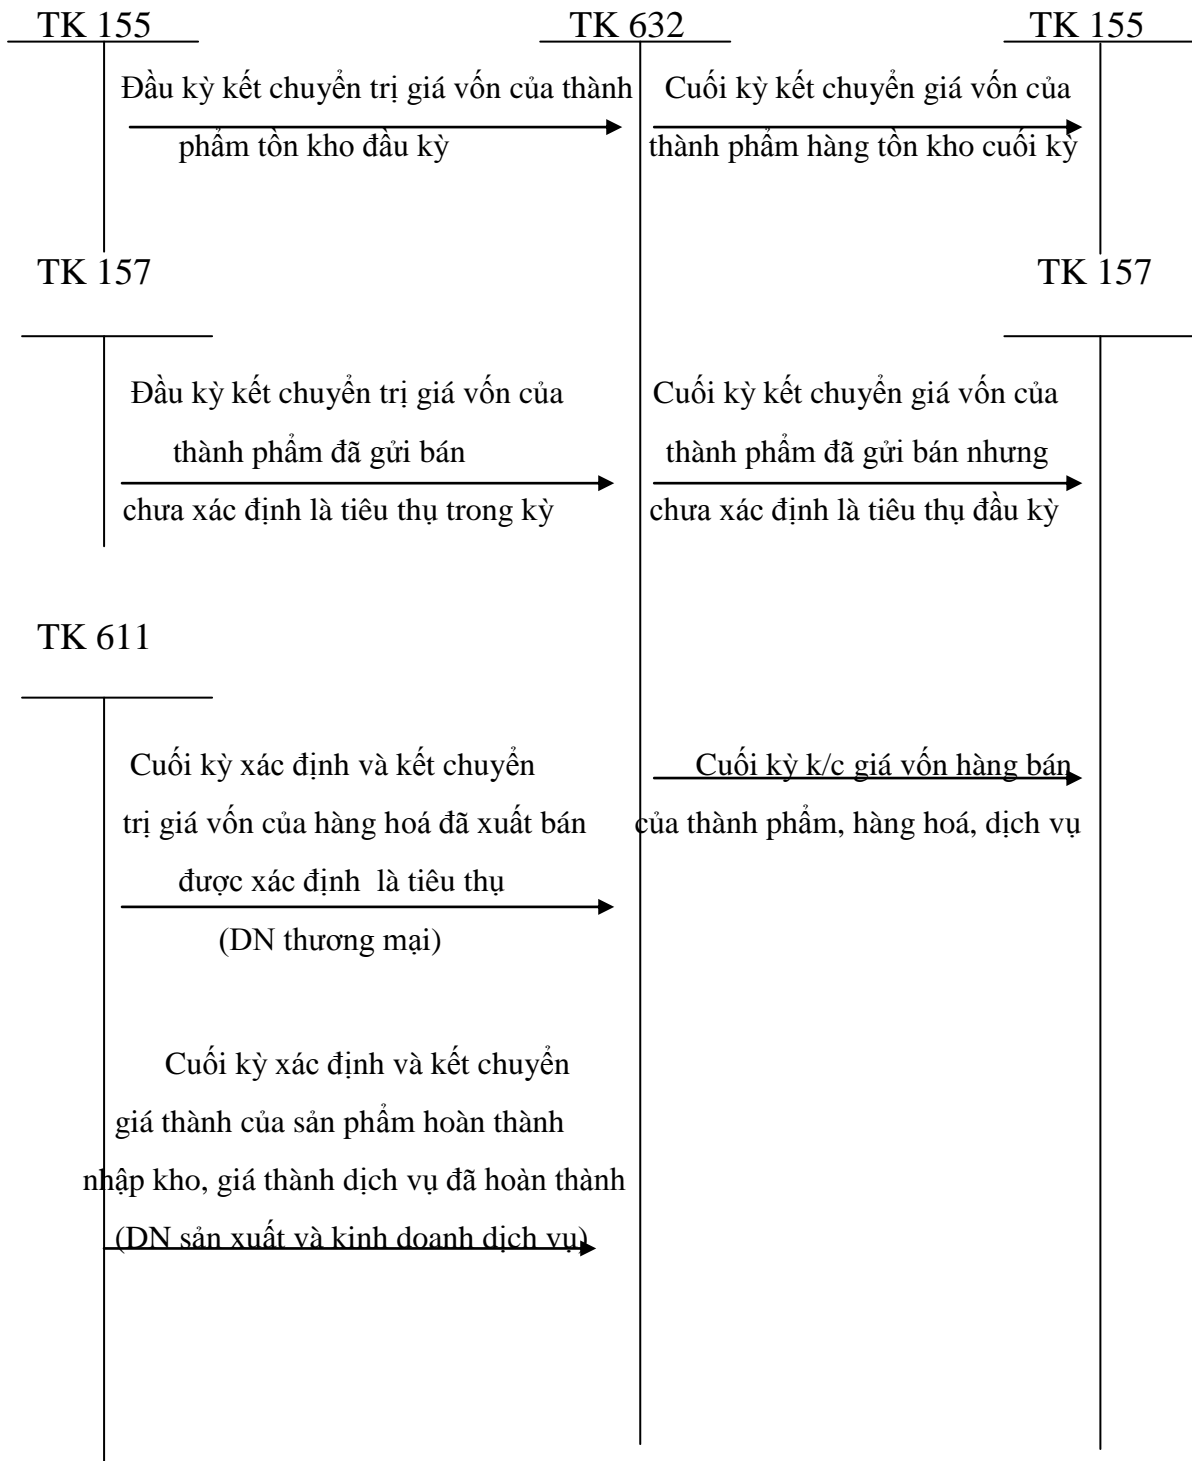 TK 155
TK 632
TK 155
Đầu kỳ kết chuyển trị giá vốn của thành
phẩm tồn kho đầu kỳ
Cuối kỳ kết chuyển giá vốn của
thành phẩm hàng tồn kho cuối kỳ
TK 157
TK 157
Đầu kỳ kết chuyển trị giá vốn của
thành phẩm đã gửi bán
chưa xác định là tiêu thụ trong kỳ
Cuối kỳ kết chuyển giá vốn của
thành phẩm đã gửi bán nhưng
chưa xác định là tiêu thụ đầu kỳ
TK 611
Cuối kỳ xác định và kết chuyển
trị giá vốn của hàng hoá đã xuất bán
được xác định là tiêu thụ
(DN thương mại)
Cuối kỳ k/c giá vốn hàng bán
của thành phẩm, hàng hoá, dịch vụ
Cuối kỳ xác định và kết chuyển
giá thành của sản phẩm hoàn thành
nhập kho, giá thành dịch vụ đã hoàn thành
(DN sản xuất và kinh doanh dịch vụ)